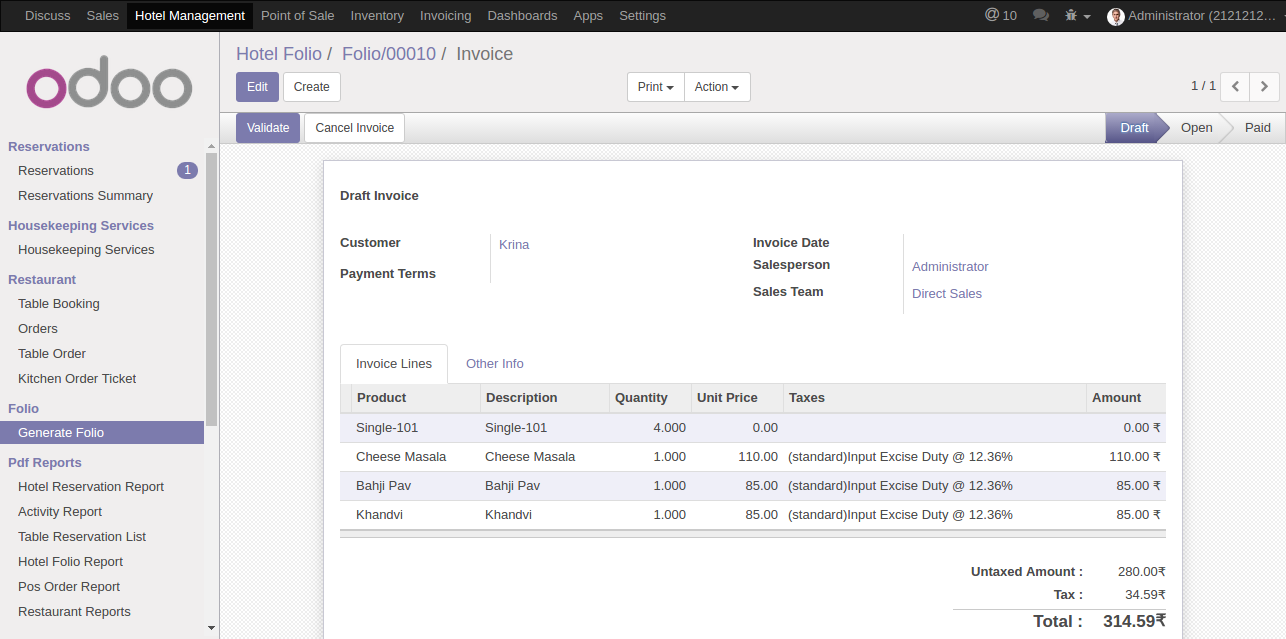 Discuss Sales Hotel Management Point of Sale Inventory Invoicing Dashboards Apps Settings @ 10 Administrator (2121212...
odoo
Hotel Folio / Folio/00010 / Invoice
Edit Create Print Action 1 / 1
Validate Cancel Invoice Draft Open Paid
Reservations
Reservations 1
Reservations Summary
Housekeeping Services
Housekeeping Services
Restaurant
Table Booking
Orders
Table Order
Kitchen Order Ticket
Folio
Generate Folio
Pdf Reports
Hotel Reservation Report
Activity Report
Table Reservation List
Hotel Folio Report
Pos Order Report
Restaurant Reports
Draft Invoice
Customer Krina
Payment Terms
Invoice Date
Salesperson Administrator
Sales Team Direct Sales
Invoice Lines Other Info
Product Description Quantity Unit Price Taxes Amount
Single-101 Single-101 4.000 0.00 0.00 ₹
Cheese Masala Cheese Masala 1.000 110.00 (standard)Input Excise Duty @ 12.36% 110.00 ₹
Bahji Pav Bahji Pav 1.000 85.00 (standard)Input Excise Duty @ 12.36% 85.00 ₹
Khandvi Khandvi 1.000 85.00 (standard)Input Excise Duty @ 12.36% 85.00 ₹
Untaxed Amount : 280.00₹
Tax : 34.59₹
Total : 314.59₹